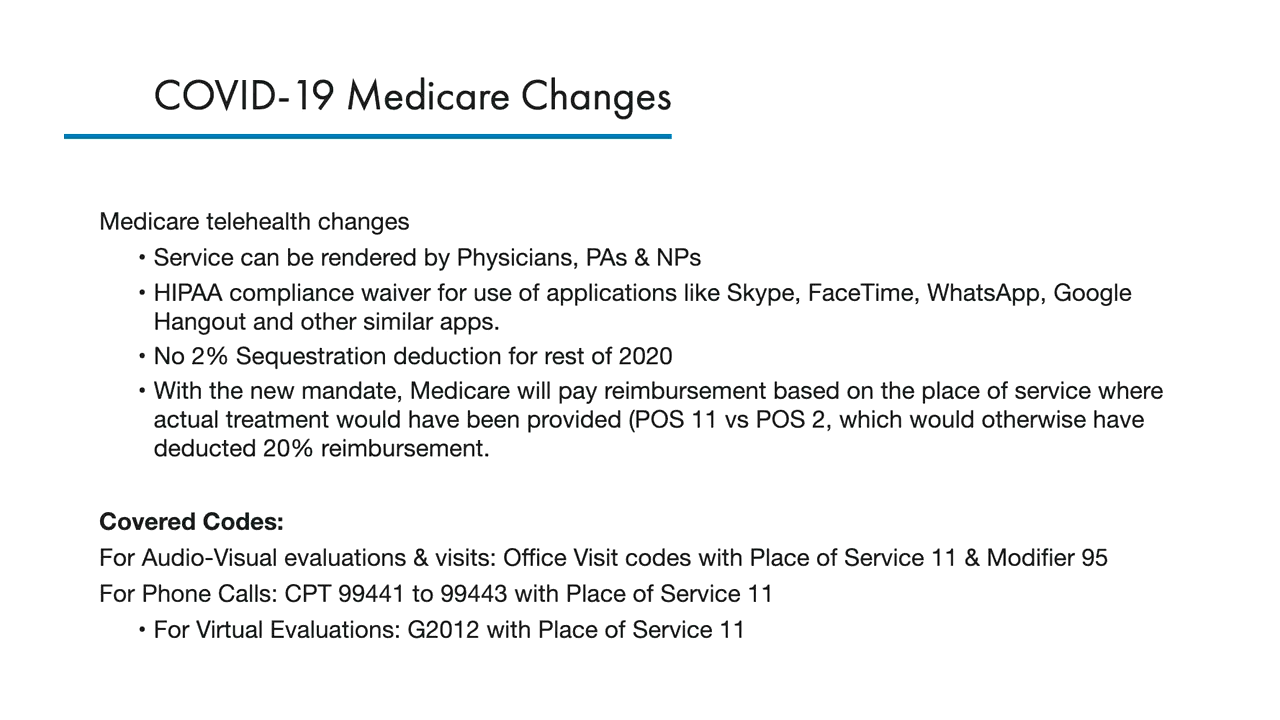 COVID-19 Medicare Changes
Medicare telehealth changes
• Service can be rendered by Physicians, PAs & NPs
• HIPAA compliance waiver for use of applications like Skype, FaceTime, WhatsApp, Google
Hangout and other similar apps.
• No 2% Sequestration deduction for rest of 2020
• With the new mandate, Medicare will pay reimbursement based on the place of service where
actual treatment would have been provided (POS 11 vs POS 2, which would otherwise have
deducted 20% reimbursement.
Covered Codes:
For Audio-Visual evaluations & visits: Office Visit codes with Place of Service 11 & Modifier 95
For Phone Calls: CPT 99441 to 99443 with Place of Service 11
• For Virtual Evaluations: G2012 with Place of Service 11